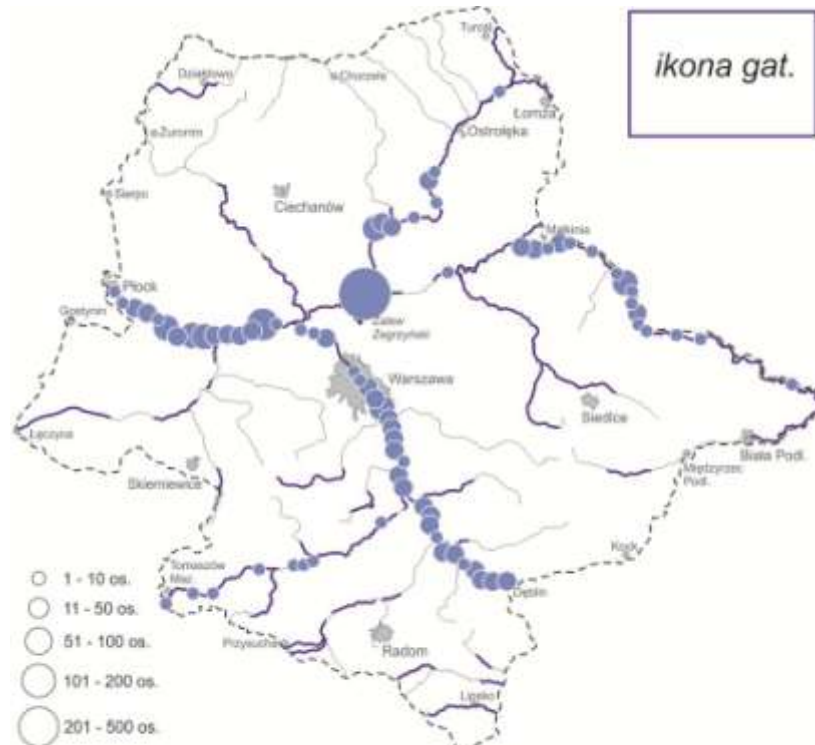 Turośl
ikona gat.
Działdowo
Chorzele
Łomża
Żuromin
Ostrołęka
Sierpc
Ciechanów
Małkinia
Płock
Gostynin
Zalew
Zegrzyński
Warszawa
Siedlce
Łęczyca
Biała Podl.
Skierniewice
Międzyrzec
Podl.
Kock
Tomaszów
Maz.
1 - 10 os.
Dęblin
11 - 50 os.
Przysucha
Radom
51 - 100 os.
101 - 200 os.
Lipsko
201 - 500 os.